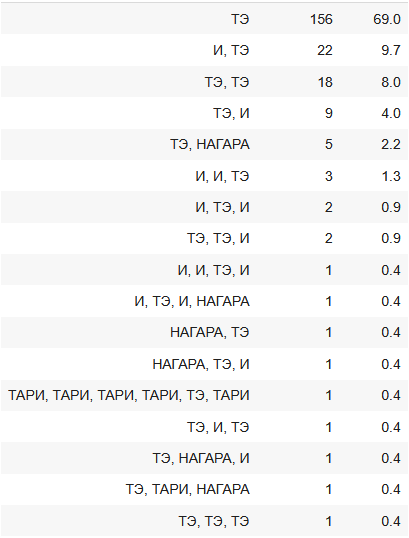 ТЭ 156 69.0
И, ТЭ 22 9.7
ТЭ, ТЭ 18 8.0
ТЭ, И 9 4.0
ТЭ, НАГАРА 5 2.2
И, И, ТЭ 3 1.3
И, ТЭ, И 2 0.9
ТЭ, ТЭ, И 2 0.9
И, И, ТЭ, И 1 0.4
И, ТЭ, И, НАГАРА 1 0.4
НАГАРА, ТЭ 1 0.4
НАГАРА, ТЭ, И 1 0.4
ТАРИ, ТАРИ, ТАРИ, ТАРИ, ТЭ, ТАРИ 1 0.4
ТЭ, И, ТЭ 1 0.4
ТЭ, НАГАРА, И 1 0.4
ТЭ, ТАРИ, НАГАРА 1 0.4
ТЭ, ТЭ, ТЭ 1 0.4